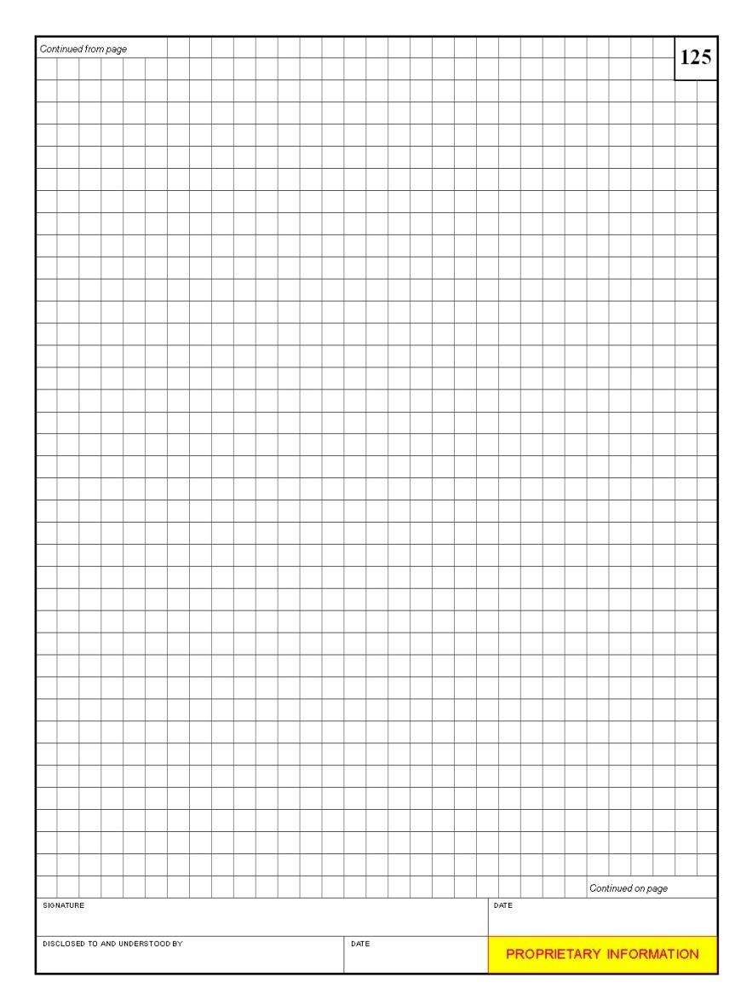 Continued from page
125
Continued on page
SIGNATURE
DATE
DISCLOSED TO AND UNDERSTOOD BY
DATE
PROPRIETARY INFORMATION